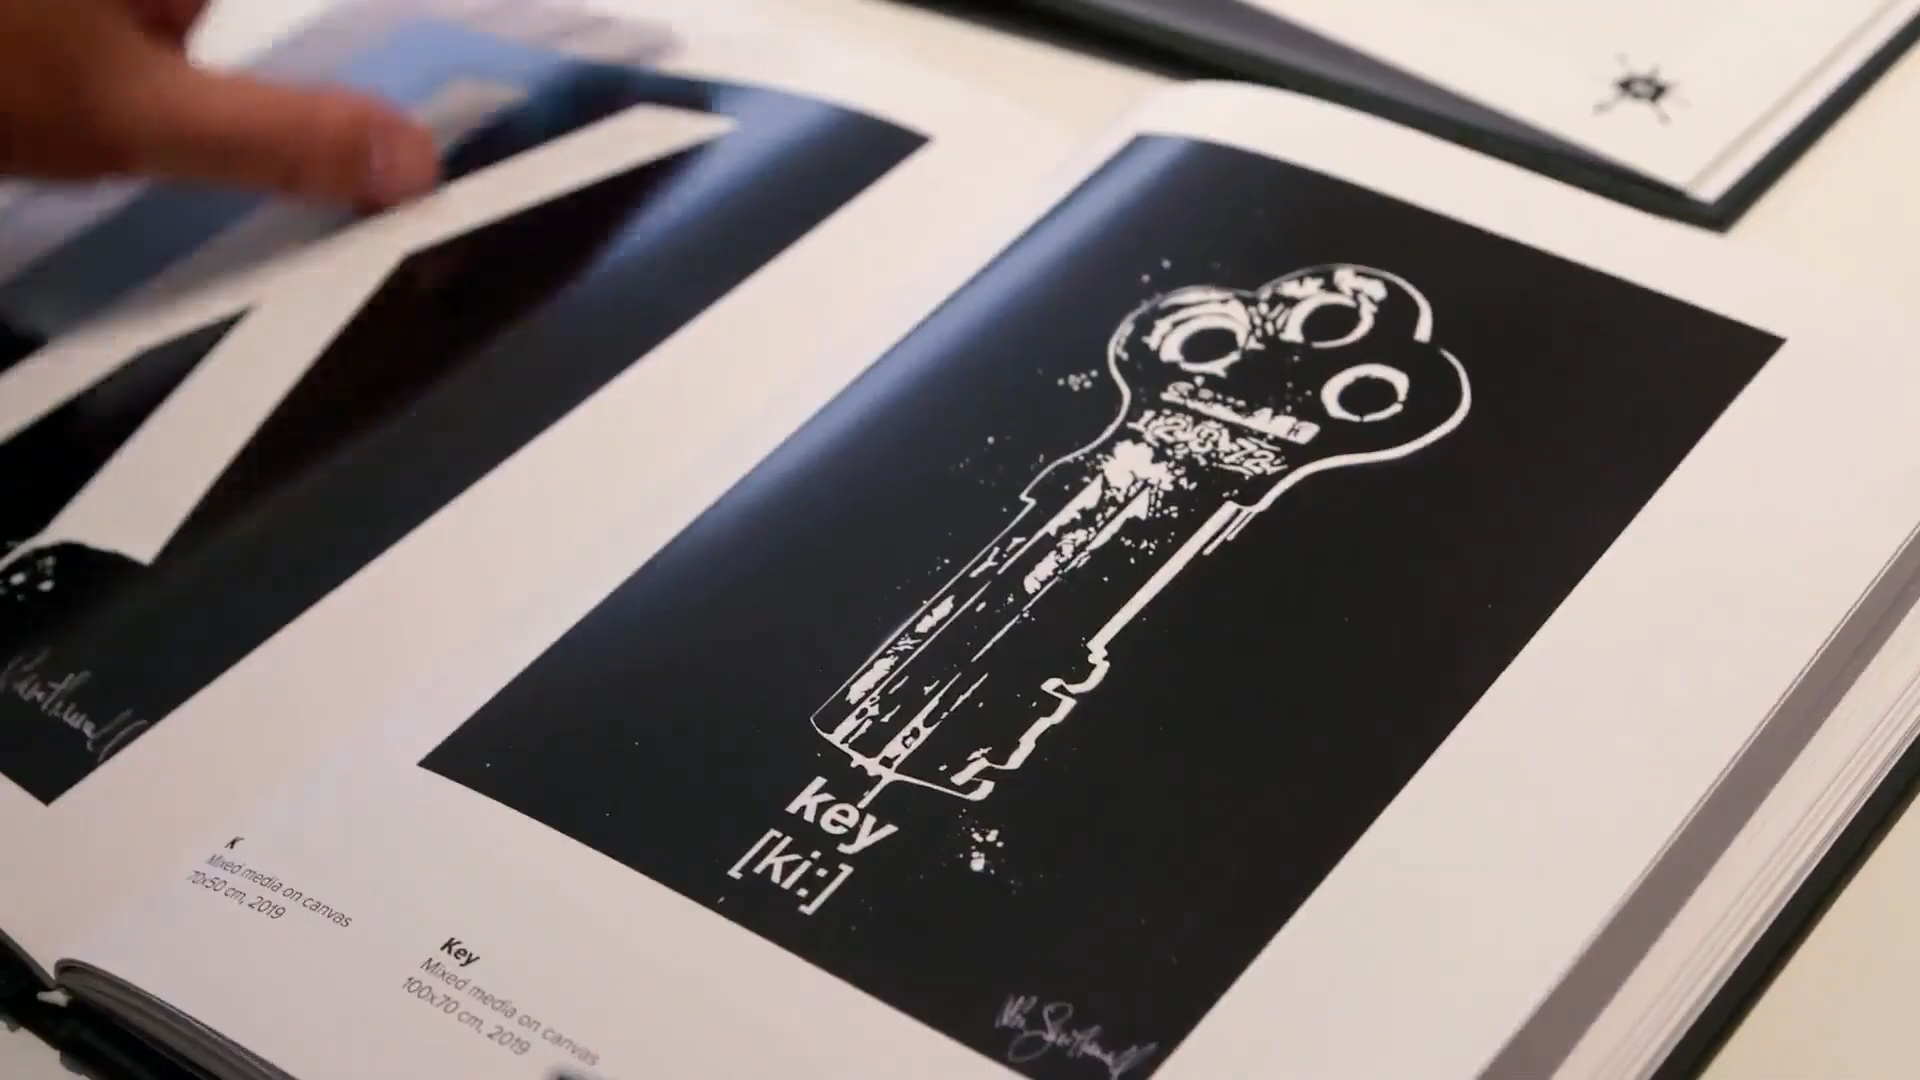 K
Mixed media on canvas
70x50 cm, 2019
key
[ki:]
Key
Mixed media on canvas
100x70 cm, 2019